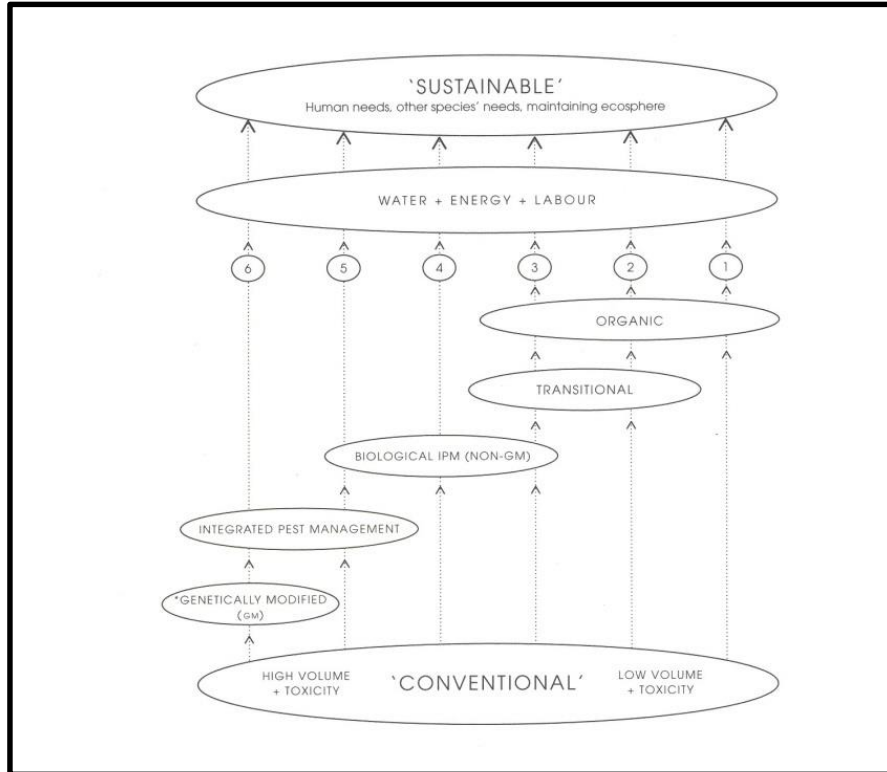 ‘SUSTAINABLE’
Human needs, other species’ needs, maintaining ecosphere
WATER + ENERGY + LABOUR
6 5 4 3 2 1
ORGANIC
TRANSITIONAL
BIOLOGICAL IPM (NON-GM)
INTEGRATED PEST MANAGEMENT
*GENETICALLY MODIFIED
(GM)
HIGH VOLUME
+ TOXICITY
‘CONVENTIONAL’
LOW VOLUME
+ TOXICITY